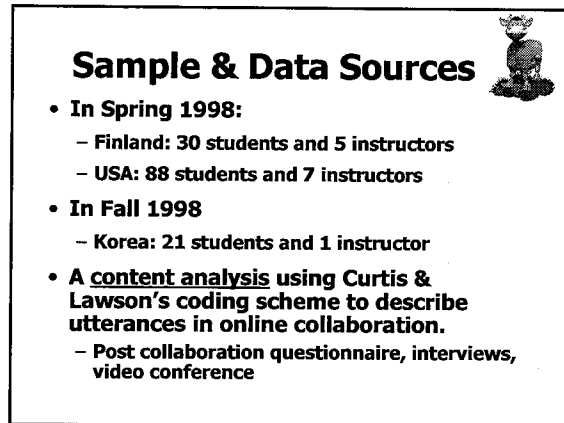 Sample & Data Sources
• In Spring 1998:
– Finland: 30 students and 5 instructors
– USA: 88 students and 7 instructors
• In Fall 1998
– Korea: 21 students and 1 instructor
• A content analysis using Curtis &
Lawson's coding scheme to describe
utterances in online collaboration.
– Post collaboration questionnaire, interviews,
video conference